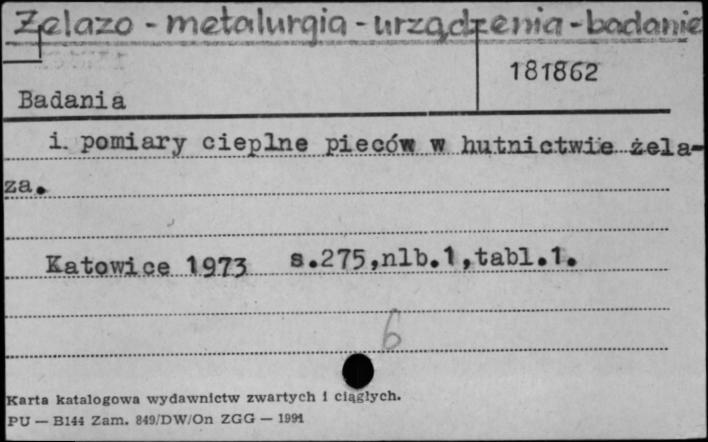 Żelazo - metalurgia - urządzenia - badanie
181862
Badania
i. pomiary cieplne pieców w hutnictwie żela-
za.
Katowice 1973 s.275,nlb.1,tabl.1.
6
Karta katalogowa wydawnictw zwartych i ciągłych.
PU — B144 Zam. 849/DW/On ZGG — 1991